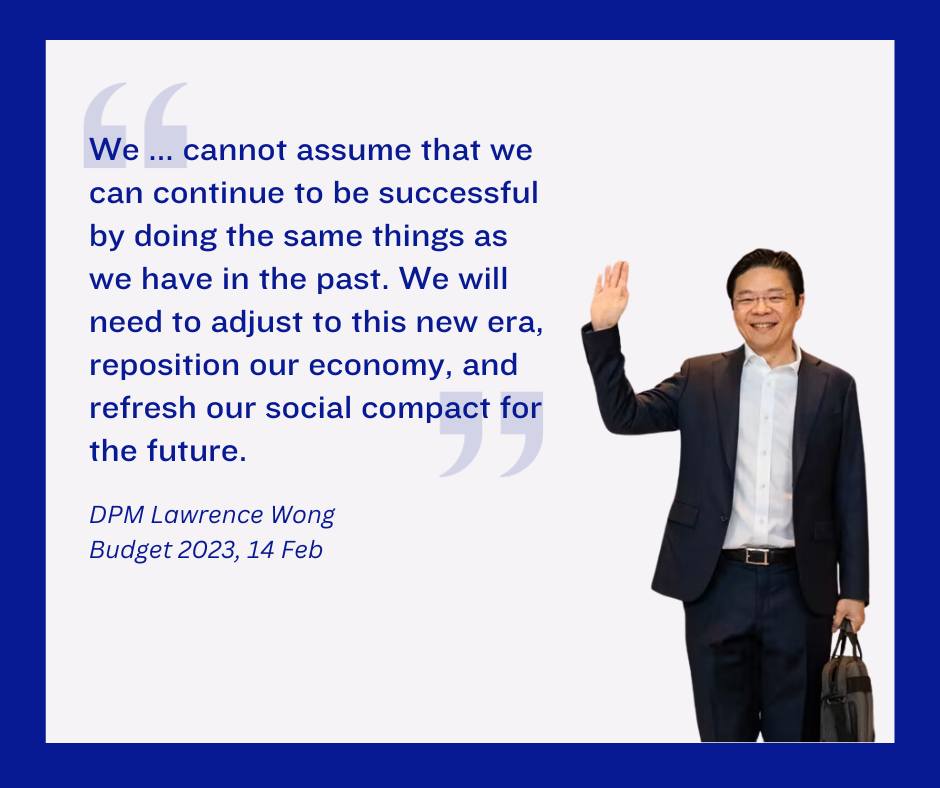 We ... cannot assume that we
can continue to be successful
by doing the same things as
we have in the past. We will
need to adjust to this new era,
reposition our economy, and
refresh our social compact for
the future.
DPM Lawrence Wong
Budget 2023, 14 Feb